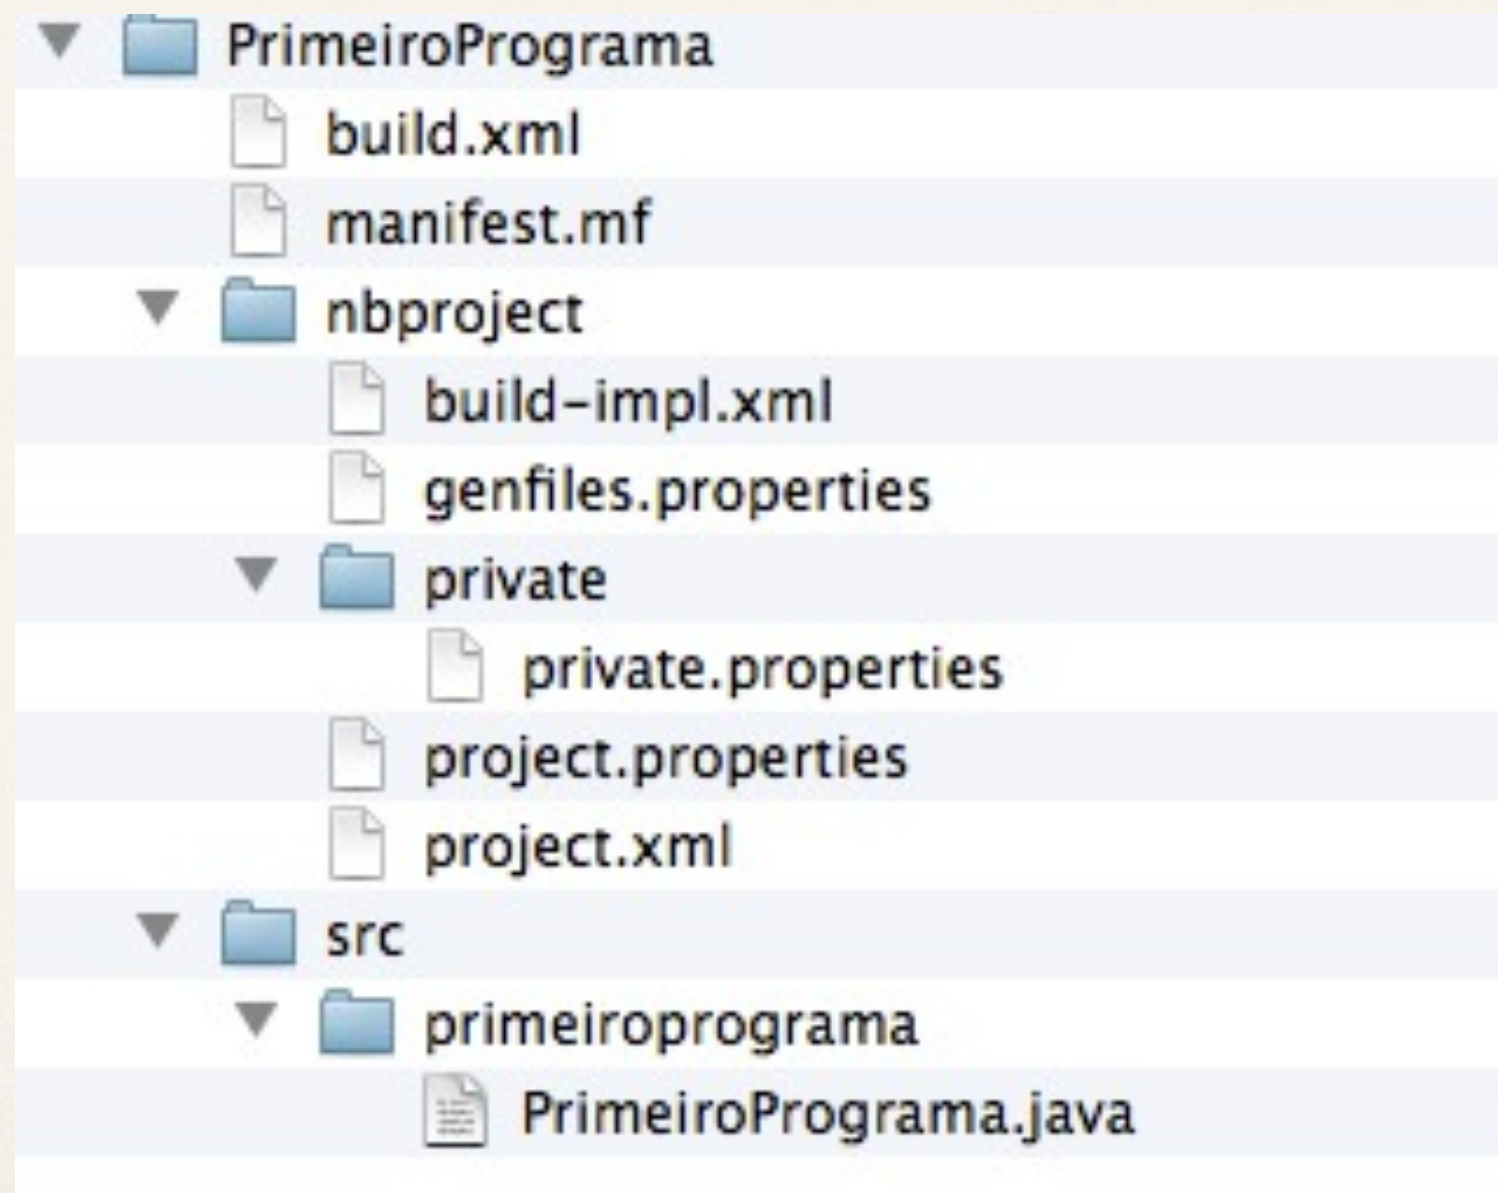 PrimeiroPrograma
build.xml
manifest.mf
nbproject
build-impl.xml
genfiles.properties
private
private.properties
project.properties
project.xml
src
primeiroprograma
PrimeiroPrograma.java